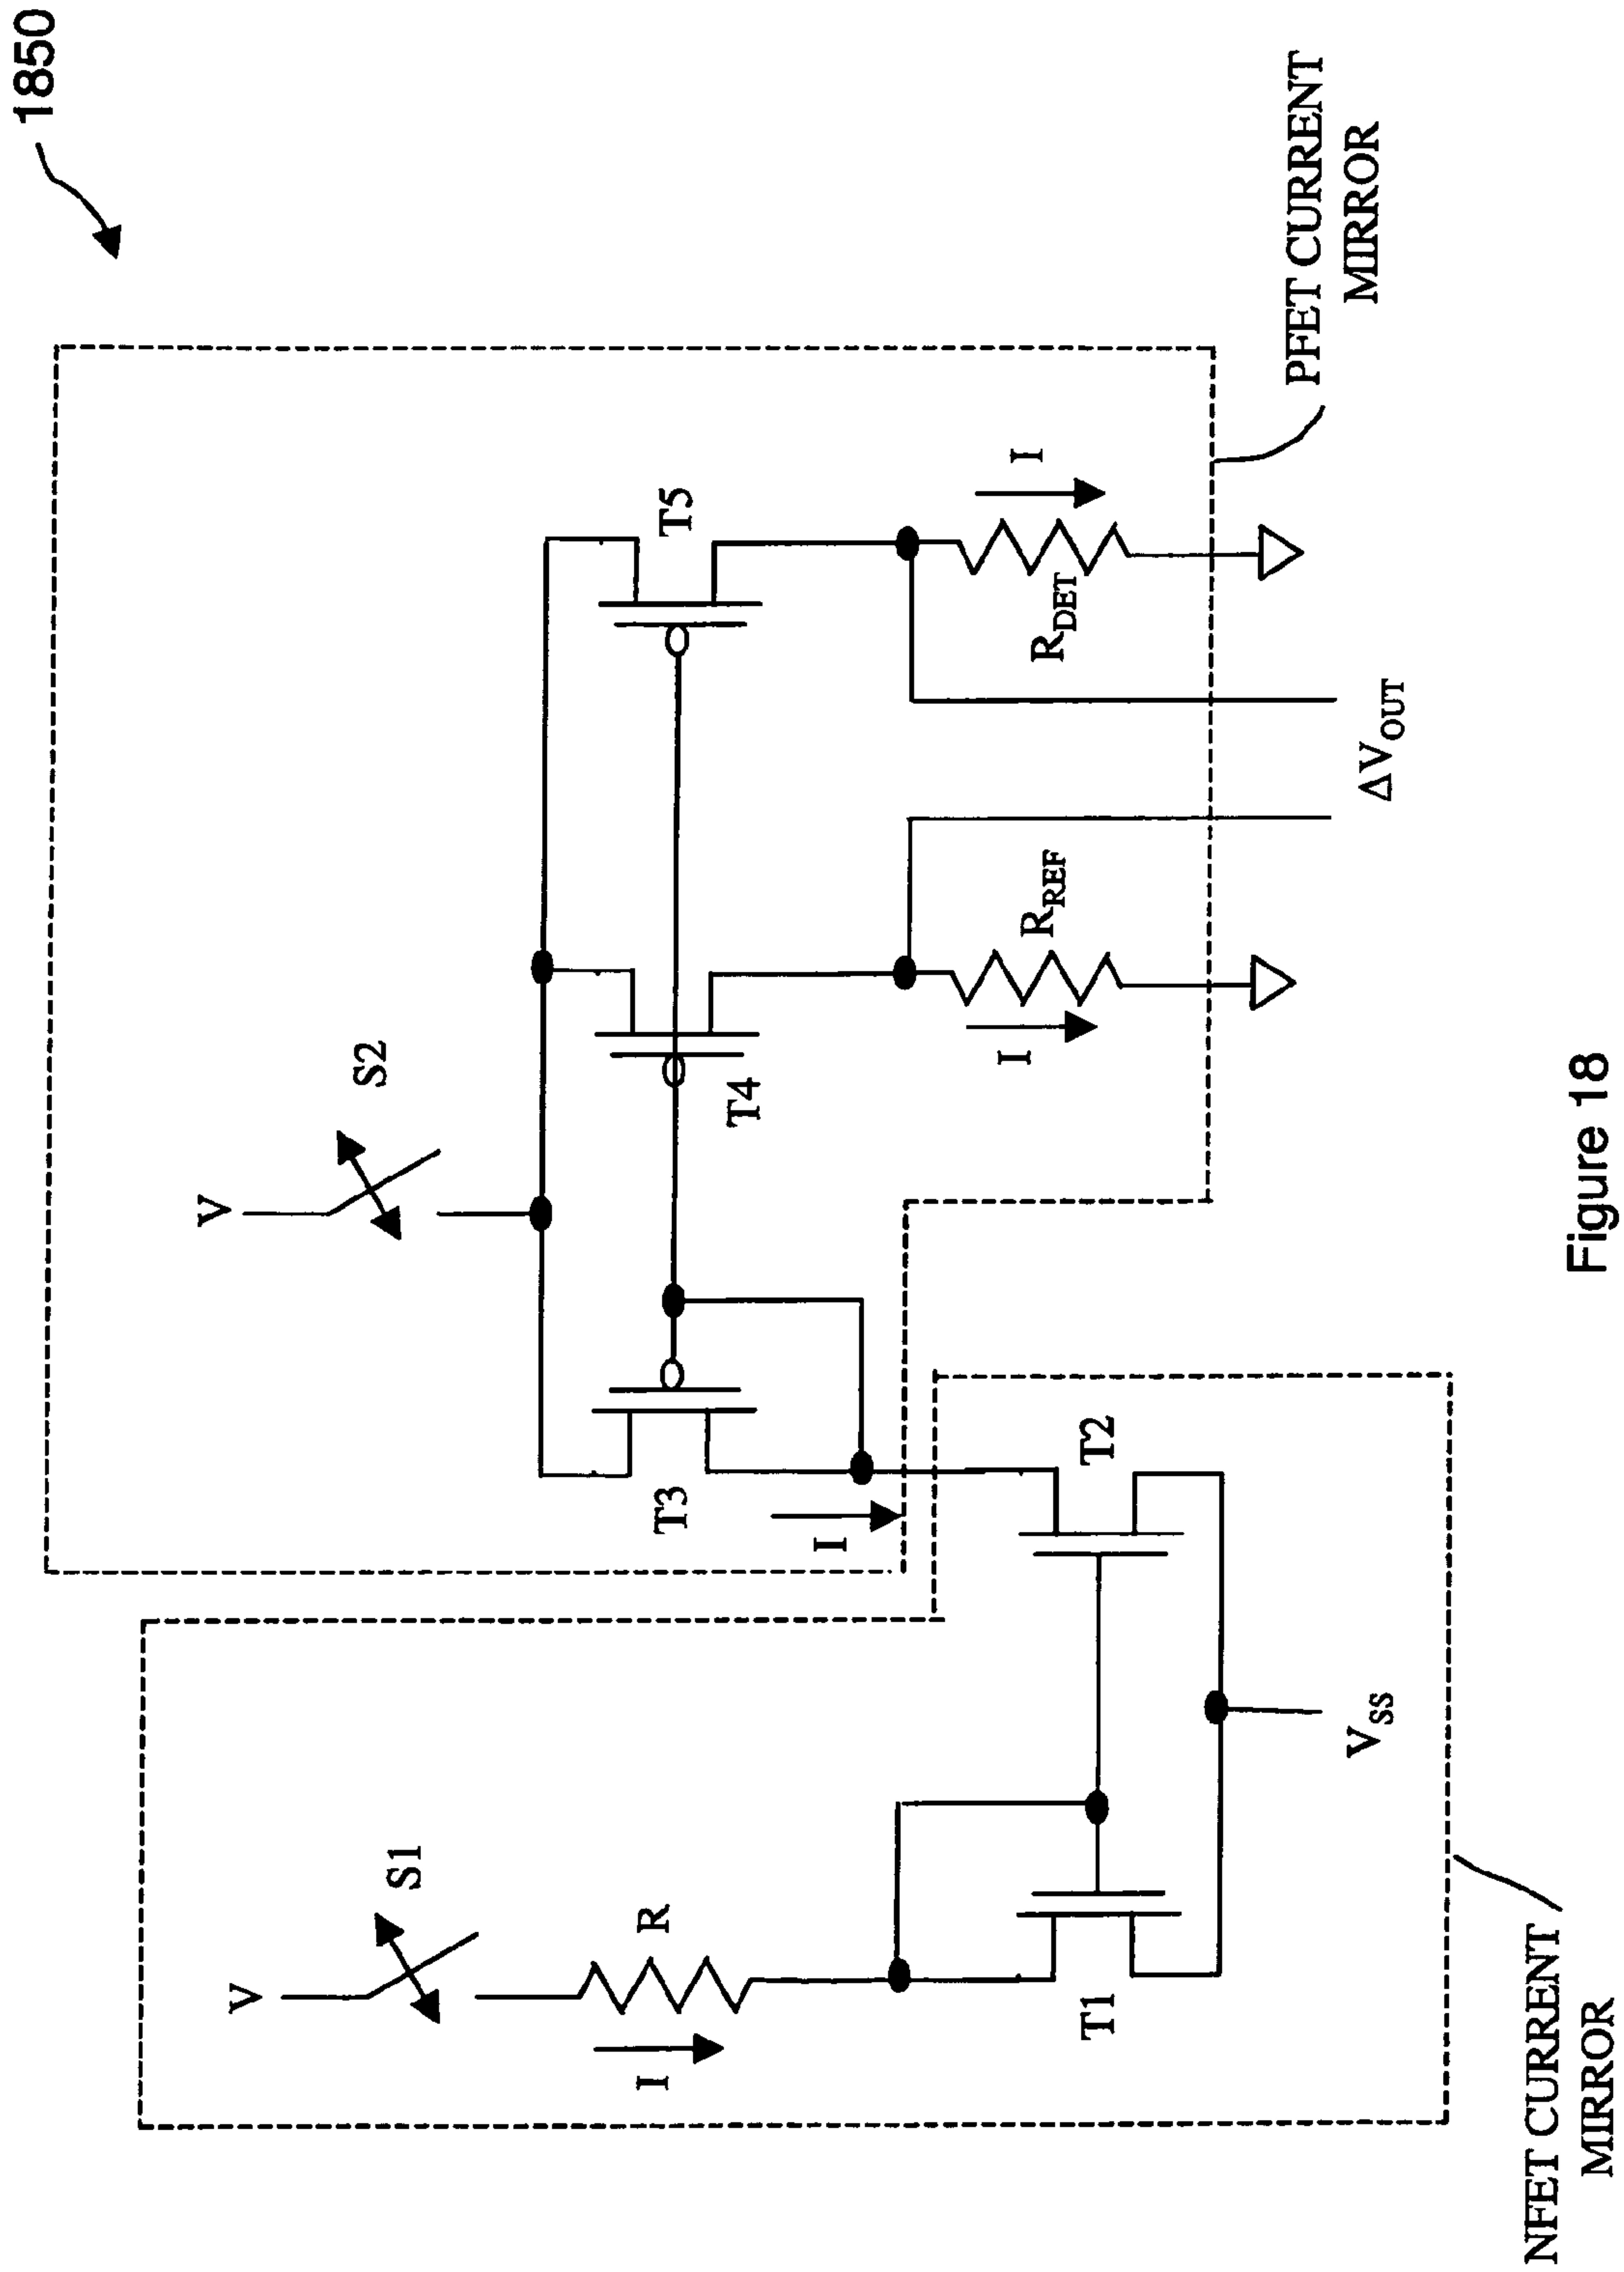 1850
V
S2
V
S1
T5
T3
T4
R
I
I
I
I
R_REF
R_DET
T1
T2
V_SS
ΔV_OUT
PFET CURRENT
MIRROR
NFET CURRENT
MIRROR
Figure 18